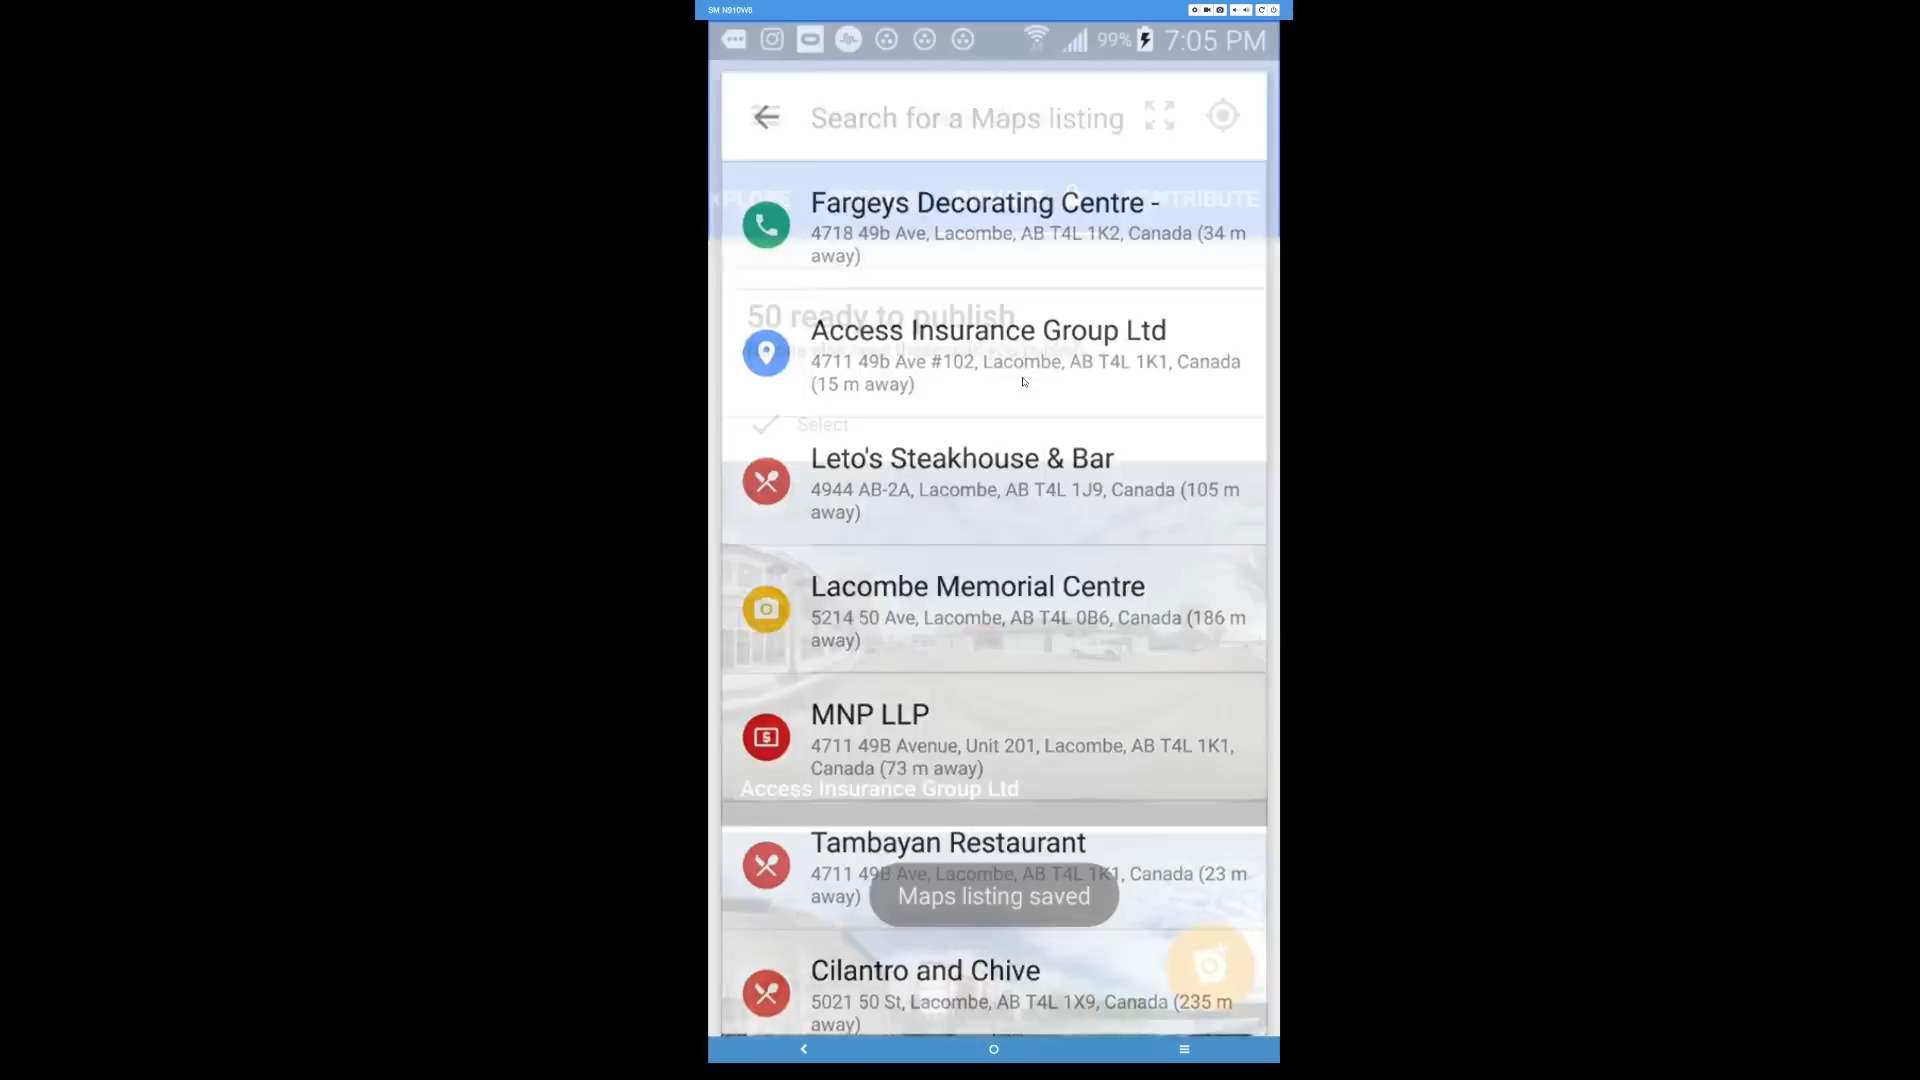 SM N910W8
99% 7:05 PM
Search for a Maps listing
Fargeys Decorating Centre -
4718 49b Ave, Lacombe, AB T4L 1K2, Canada (34 m
away)
50 ready to publish
Access Insurance Group Ltd
4711 49b Ave #102, Lacombe, AB T4L 1K1, Canada
(15 m away)
Select
Leto's Steakhouse & Bar
4944 AB-2A, Lacombe, AB T4L 1J9, Canada (105 m
away)
Lacombe Memorial Centre
5214 50 Ave, Lacombe, AB T4L 0B6, Canada (186 m
away)
MNP LLP
4711 49B Avenue, Unit 201, Lacombe, AB T4L 1K1,
Canada (73 m away)
Access Insurance Group Ltd
Tambayan Restaurant
4711 49B Ave, Lacombe, AB T4L 1K1, Canada (23 m
away)
Maps listing saved
Cilantro and Chive
5021 50 St, Lacombe, AB T4L 1X9, Canada (235 m
away)